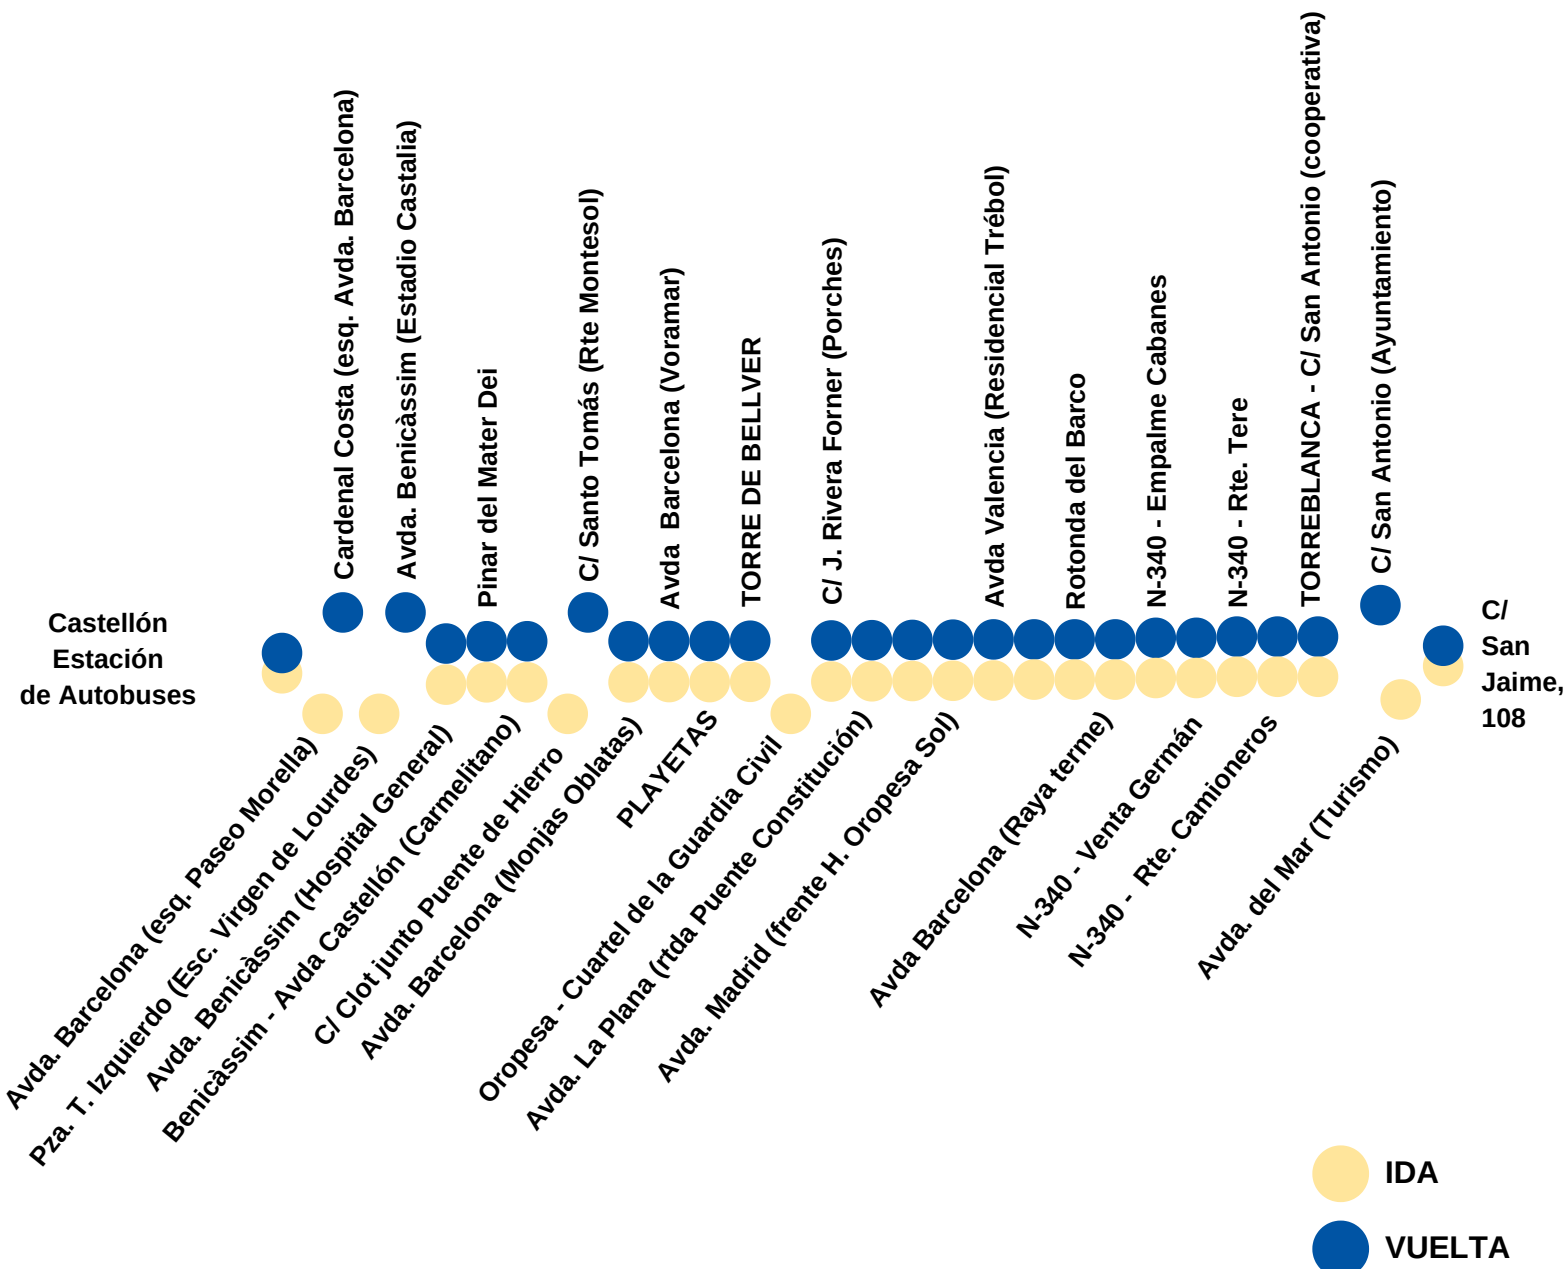 Cardenal Costa (esq. Avda. Barcelona)
Avda. Benicàssim (Estadio Castalia)
Pinar del Mater Dei
C/ Santo Tomás (Rte Montesol)
Avda Barcelona (Voramar)
TORRE DE BELLVER
C/ J. Rivera Forner (Porches)
Avda Valencia (Residencial Trébol)
Rotonda del Barco
N-340 - Empalme Cabanes
N-340 - Rte. Tere
TORREBLANCA - C/ San Antonio (cooperativa)
C/ San Antonio (Ayuntamiento)
Castellón
Estación
de Autobuses
C/
San
Jaime,
108
Avda. Barcelona (esq. Paseo Morella)
Pza. T. Izquierdo (Esc. Virgen de Lourdes)
Avda. Benicàssim (Hospital General)
Benicàssim - Avda Castellón (Carmelitano)
C/ Clot junto Puente de Hierro
Avda. Barcelona (Monjas Oblatas)
PLAYETAS
Oropesa - Cuartel de la Guardia Civil
Avda. La Plana (rtda Puente Constitución)
Avda. Madrid (frente H. Oropesa Sol)
Avda Barcelona (Raya terme)
N-340 - Venta Germán
N-340 - Rte. Camioneros
Avda. del Mar (Turismo)
IDA
VUELTA